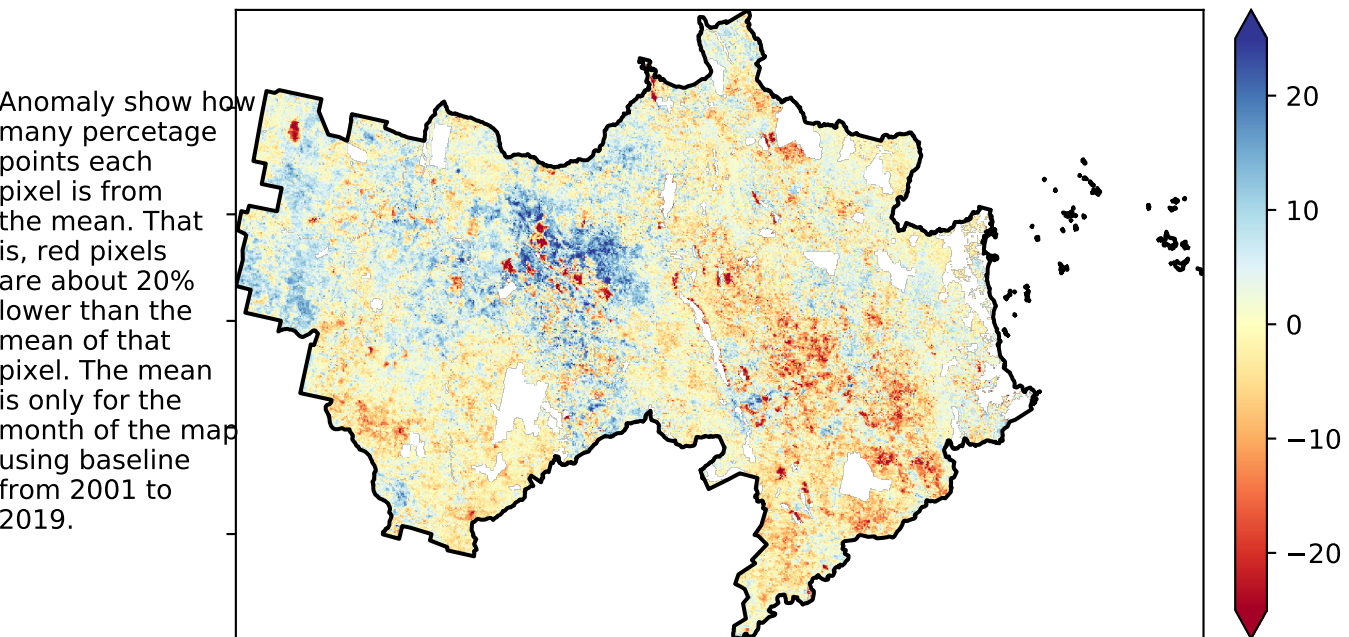 Anomaly show how
many percetage
points each
pixel is from
the mean. That
is, red pixels
are about 20%
lower than the
mean of that
pixel. The mean
is only for the
month of the map
using baseline
from 2001 to
2019.
20
10
0
−10
−20